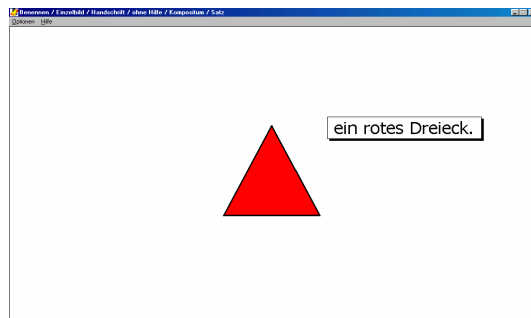 Benennen / Einzelbild / Handschrift / ohne Hilfe / Kompositum / Satz
Optionen Hilfe
ein rotes Dreieck.